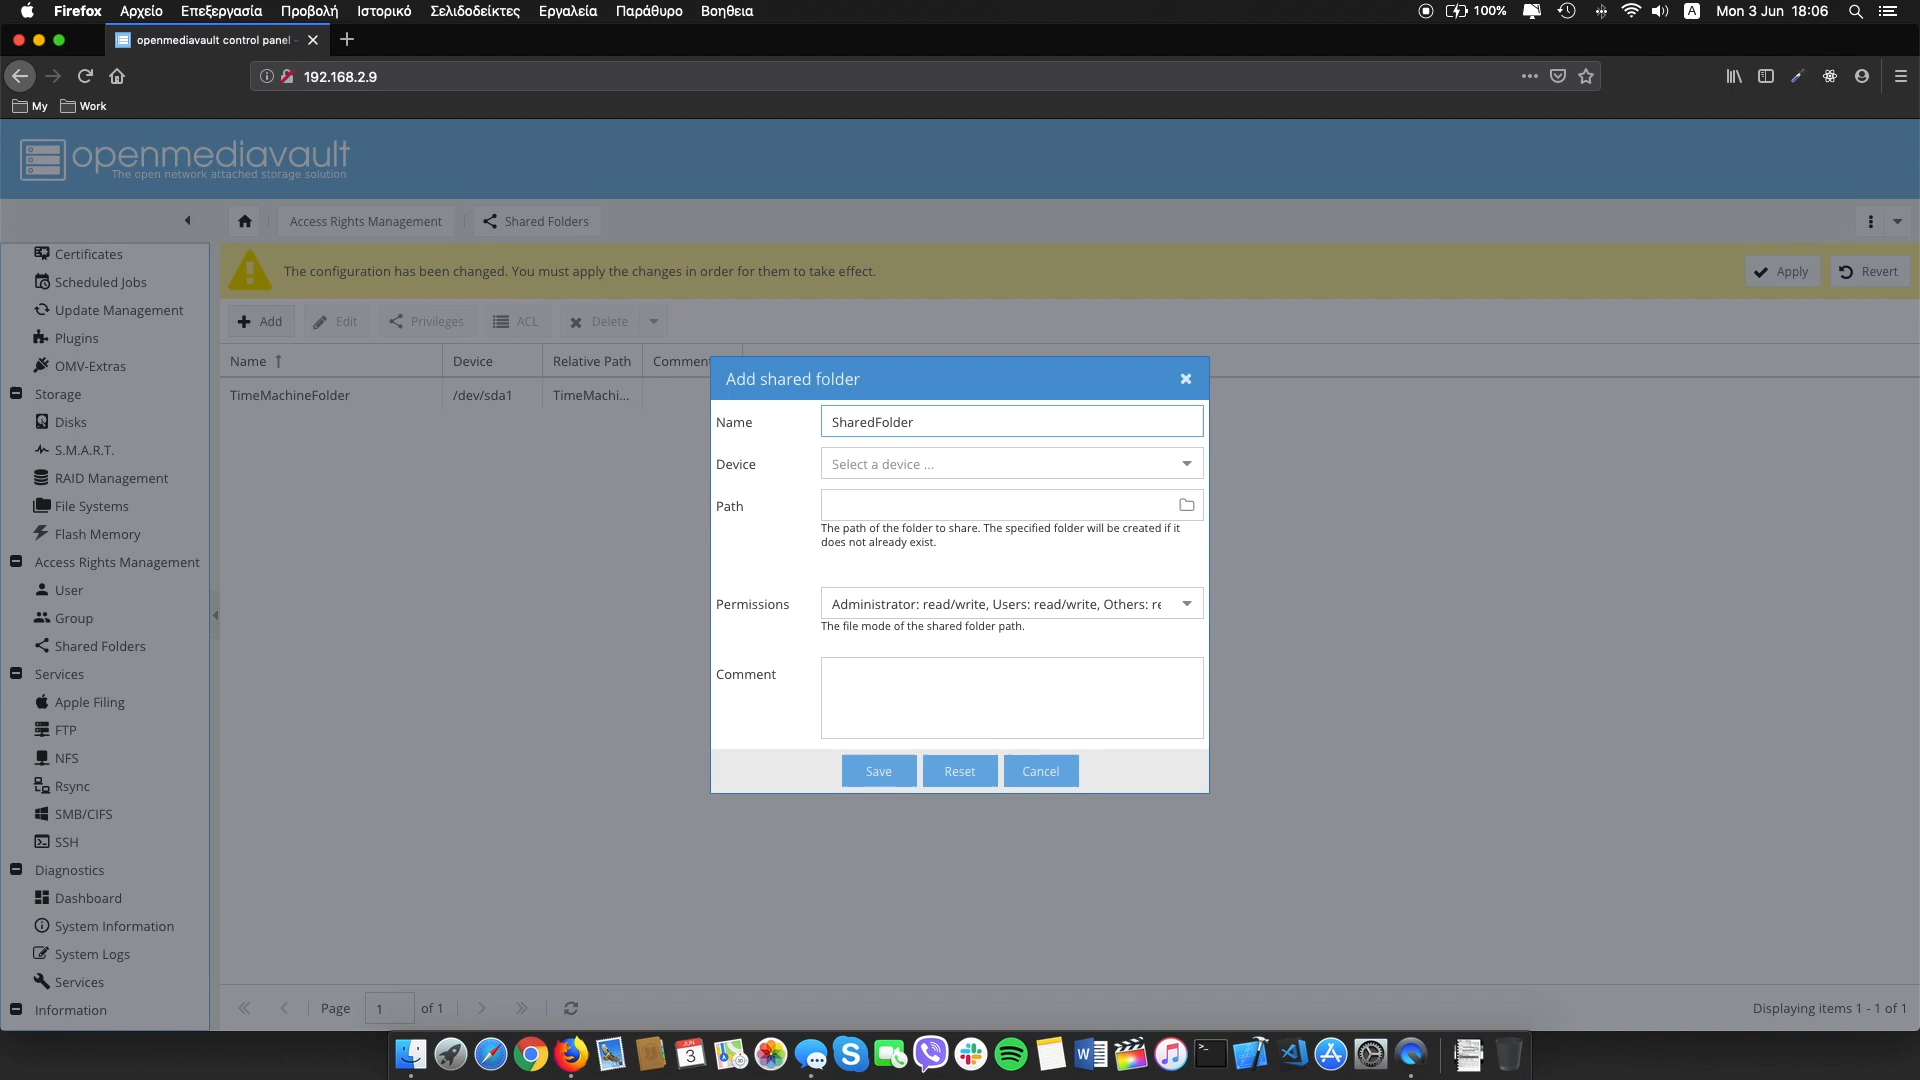 Firefox Αρχείο Επεξεργασία Προβολή Ιστορικό Σελιδοδείκτες Εργαλεία Παράθυρο Βοήθεια
100% A Mon 3 Jun 18:06
openmediavault control panel -
192.168.2.9
My Work
openmediavault
The open network attached storage solution
Access Rights Management Shared Folders
The configuration has been changed. You must apply the changes in order for them to take effect.
Apply Revert
Add Edit Privileges ACL Delete
Name Device Relative Path Comment
TimeMachineFolder /dev/sda1 TimeMachi...
Certificates
Scheduled Jobs
Update Management
Plugins
OMV-Extras
Storage
Disks
S.M.A.R.T.
RAID Management
File Systems
Flash Memory
Access Rights Management
User
Group
Shared Folders
Services
Apple Filing
FTP
NFS
Rsync
SMB/CIFS
SSH
Diagnostics
Dashboard
System Information
System Logs
Services
Information
Add shared folder
Name SharedFolder
Device Select a device ...
Path
The path of the folder to share. The specified folder will be created if it
does not already exist.
Permissions Administrator: read/write, Users: read/write, Others: re
The file mode of the shared folder path.
Comment
Save Reset Cancel
Page 1 of 1
Displaying items 1 - 1 of 1
JUN
3